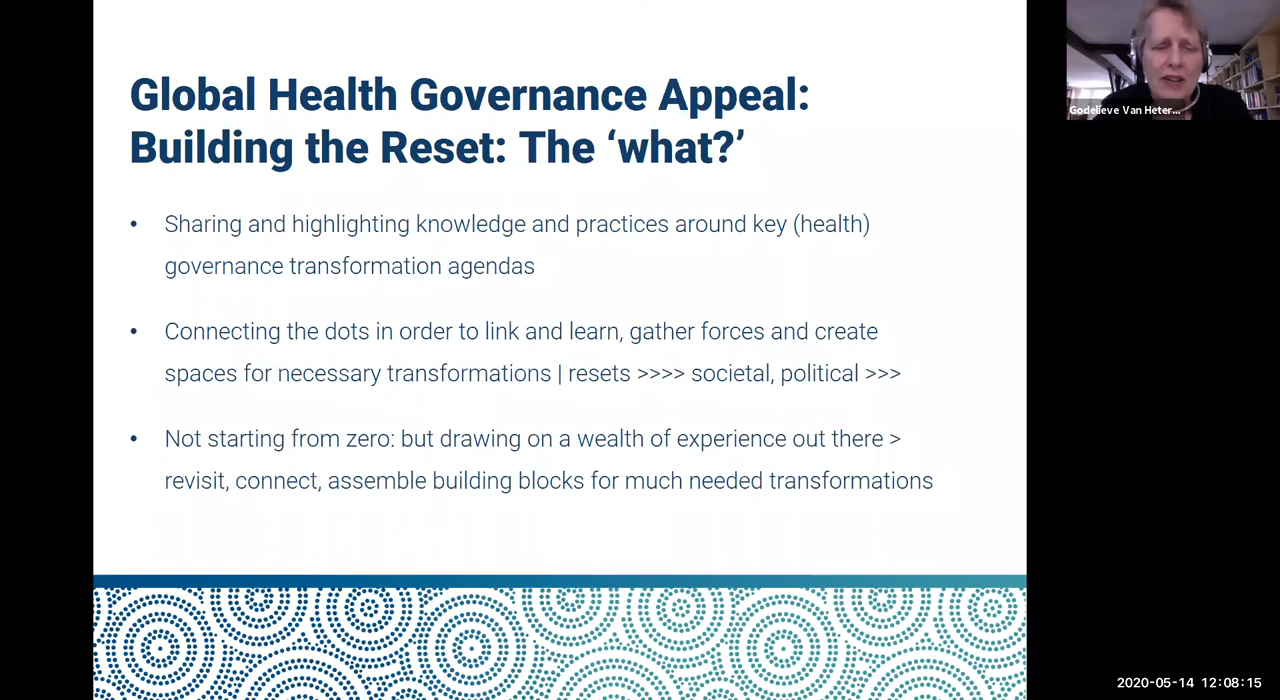 Global Health Governance Appeal:
Building the Reset: The ‘what?’
• Sharing and highlighting knowledge and practices around key (health)
governance transformation agendas
• Connecting the dots in order to link and learn, gather forces and create
spaces for necessary transformations | resets >>>> societal, political >>>
• Not starting from zero: but drawing on a wealth of experience out there >
revisit, connect, assemble building blocks for much needed transformations
Godelieve Van Heter...
2020-05-14 12:08:15